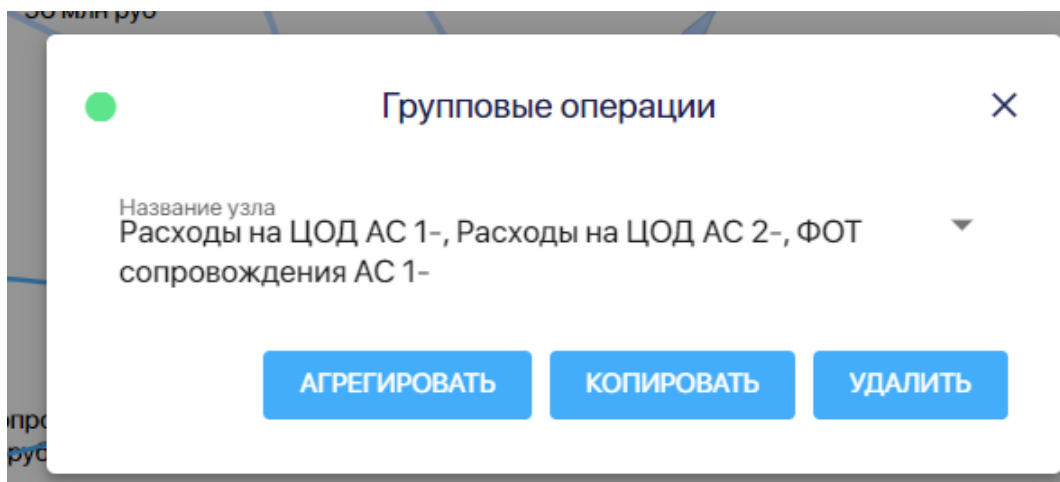 Групповые операции
Название узла
Расходы на ЦОД АС 1-, Расходы на ЦОД АС 2-, ФОТ
сопровождения АС 1-
АГРЕГИРОВАТЬ КОПИРОВАТЬ УДАЛИТЬ